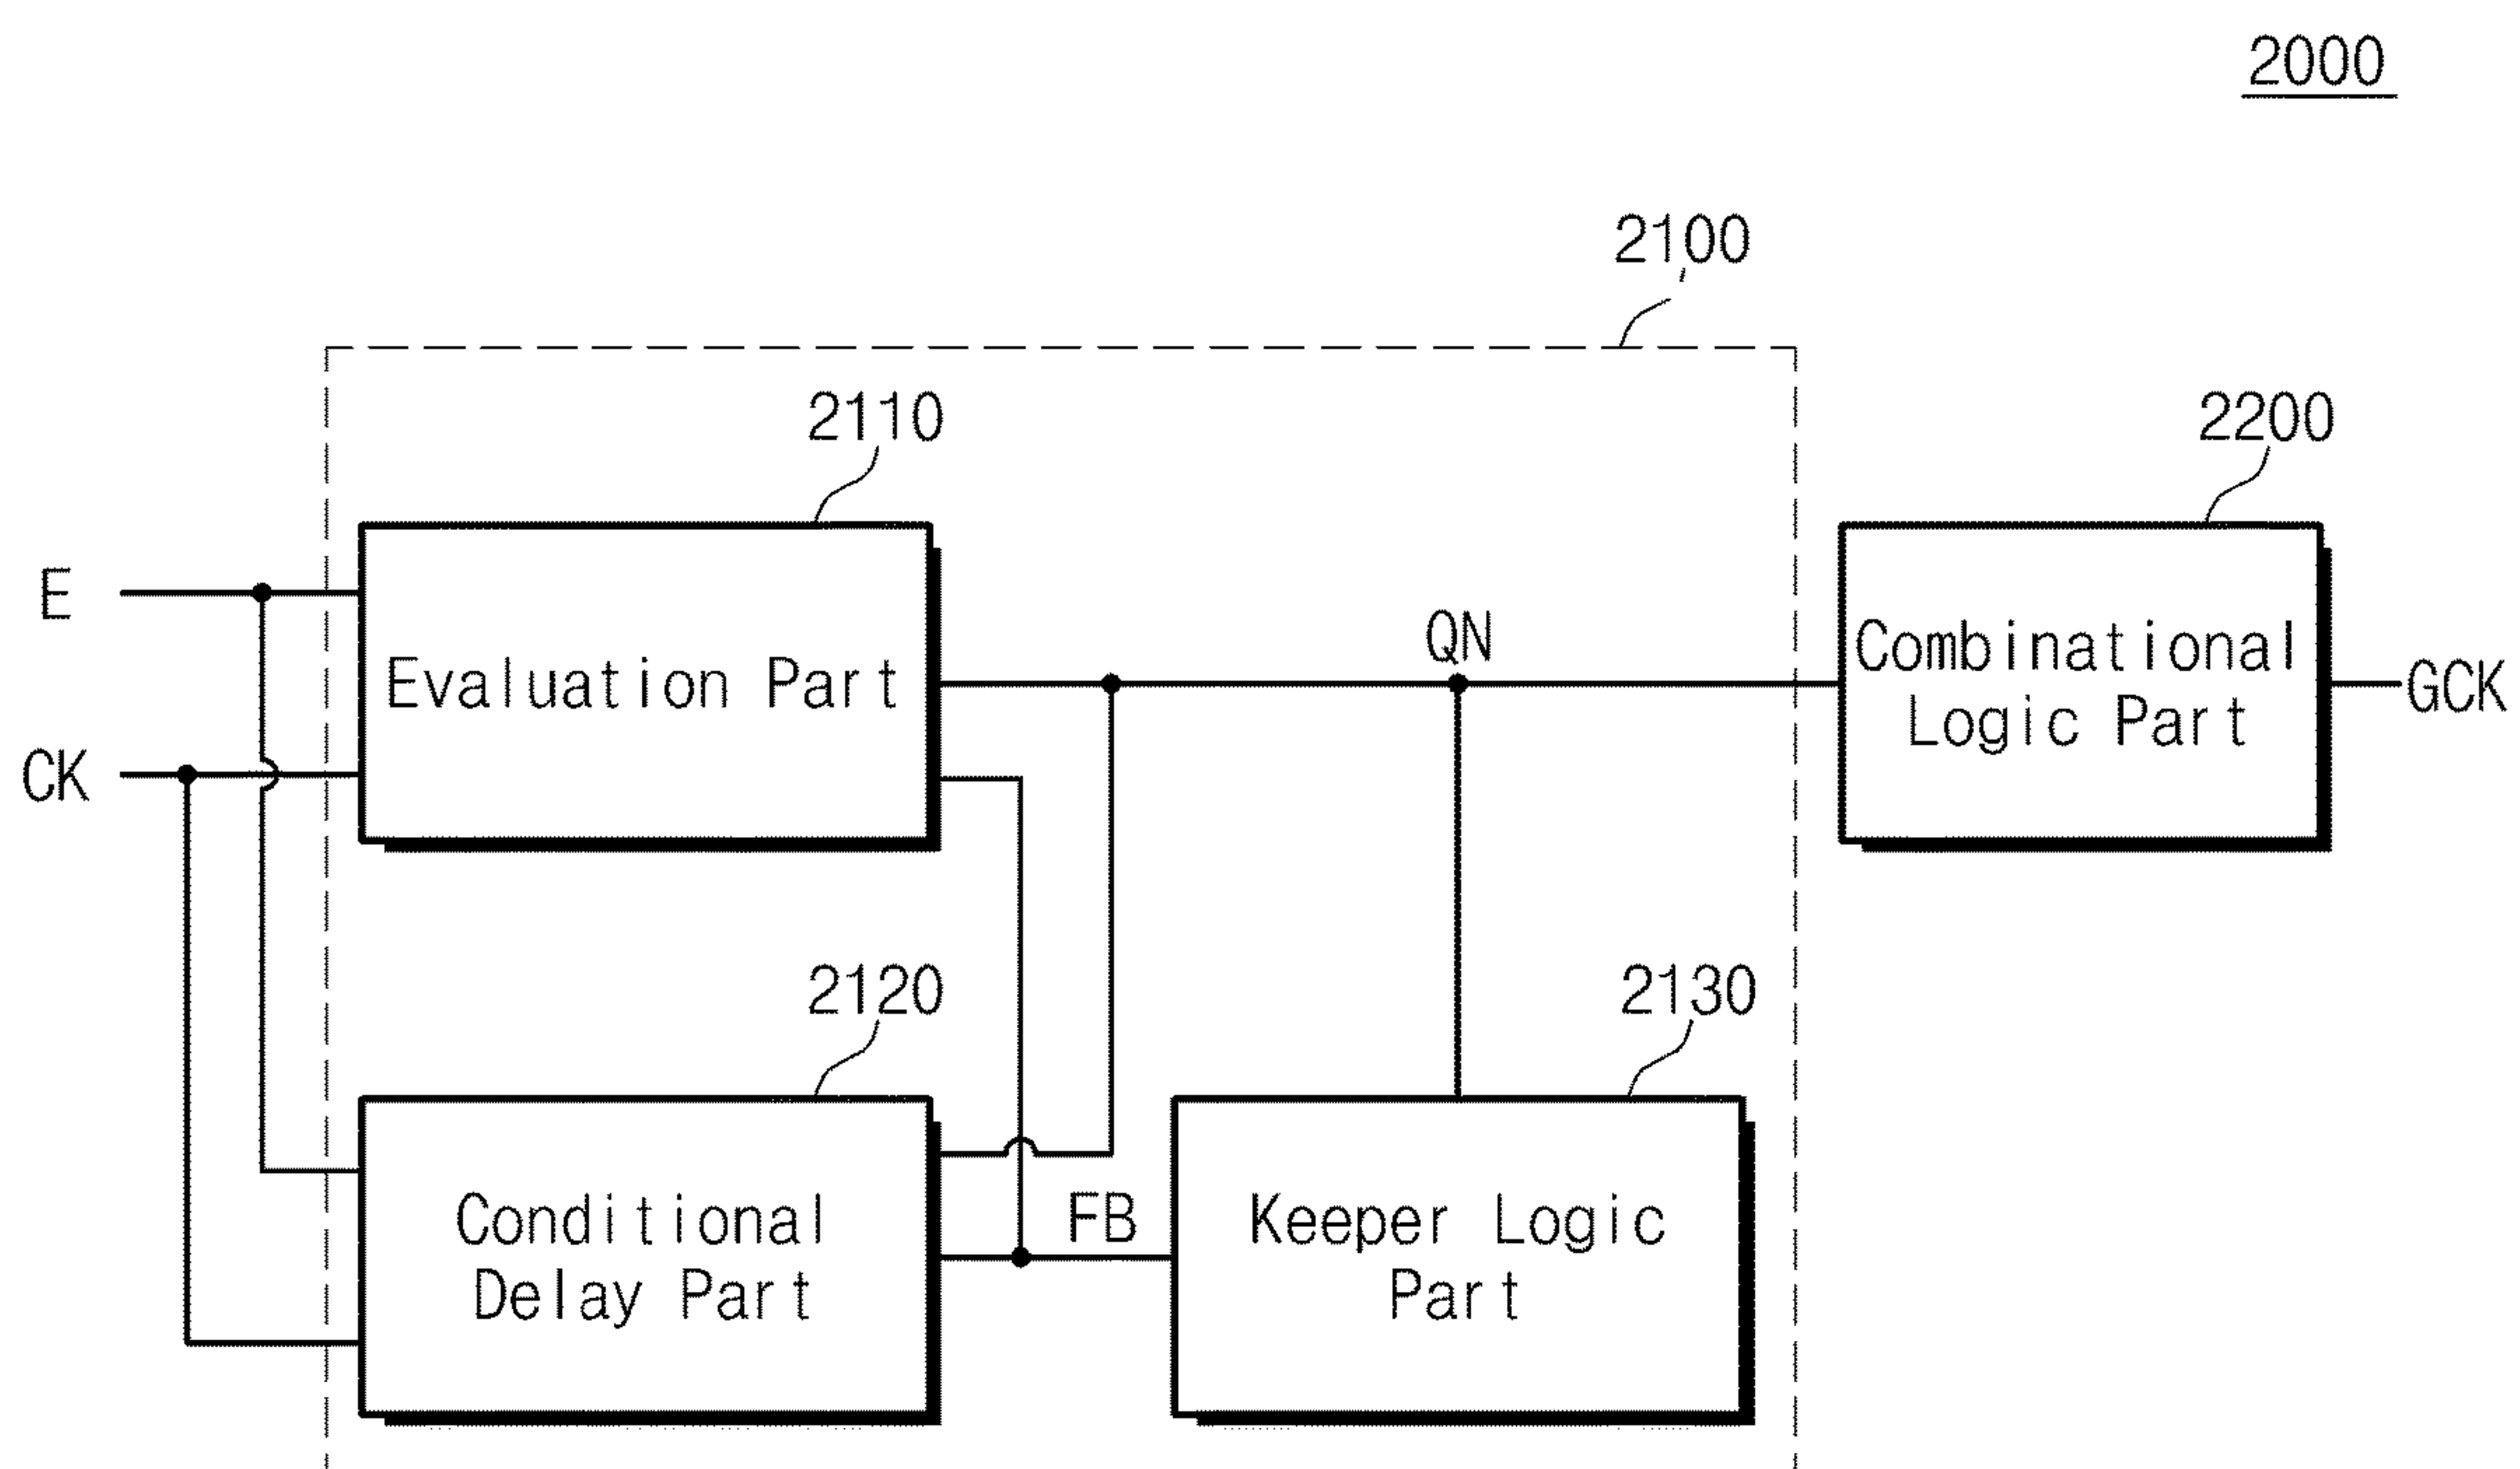 2000
2100
2110
2200
E
Evaluation Part
QN
Combinational
Logic Part
GCK
CK
2120
2130
FB
Conditional
Delay Part
Keeper Logic
Part